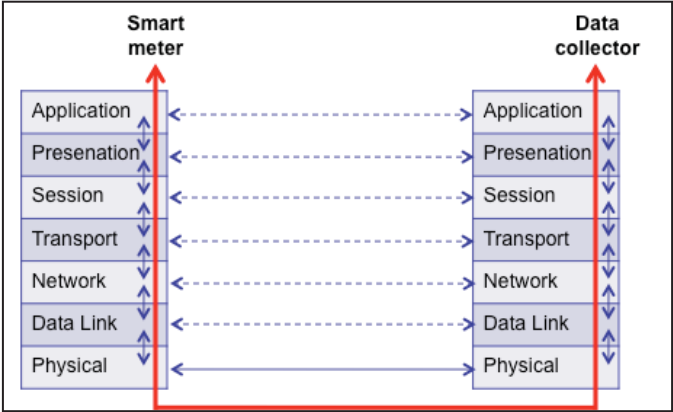 Smart
meter
Data
collector
Application
Presenation
Session
Transport
Network
Data Link
Physical
Application
Presenation
Session
Transport
Network
Data Link
Physical